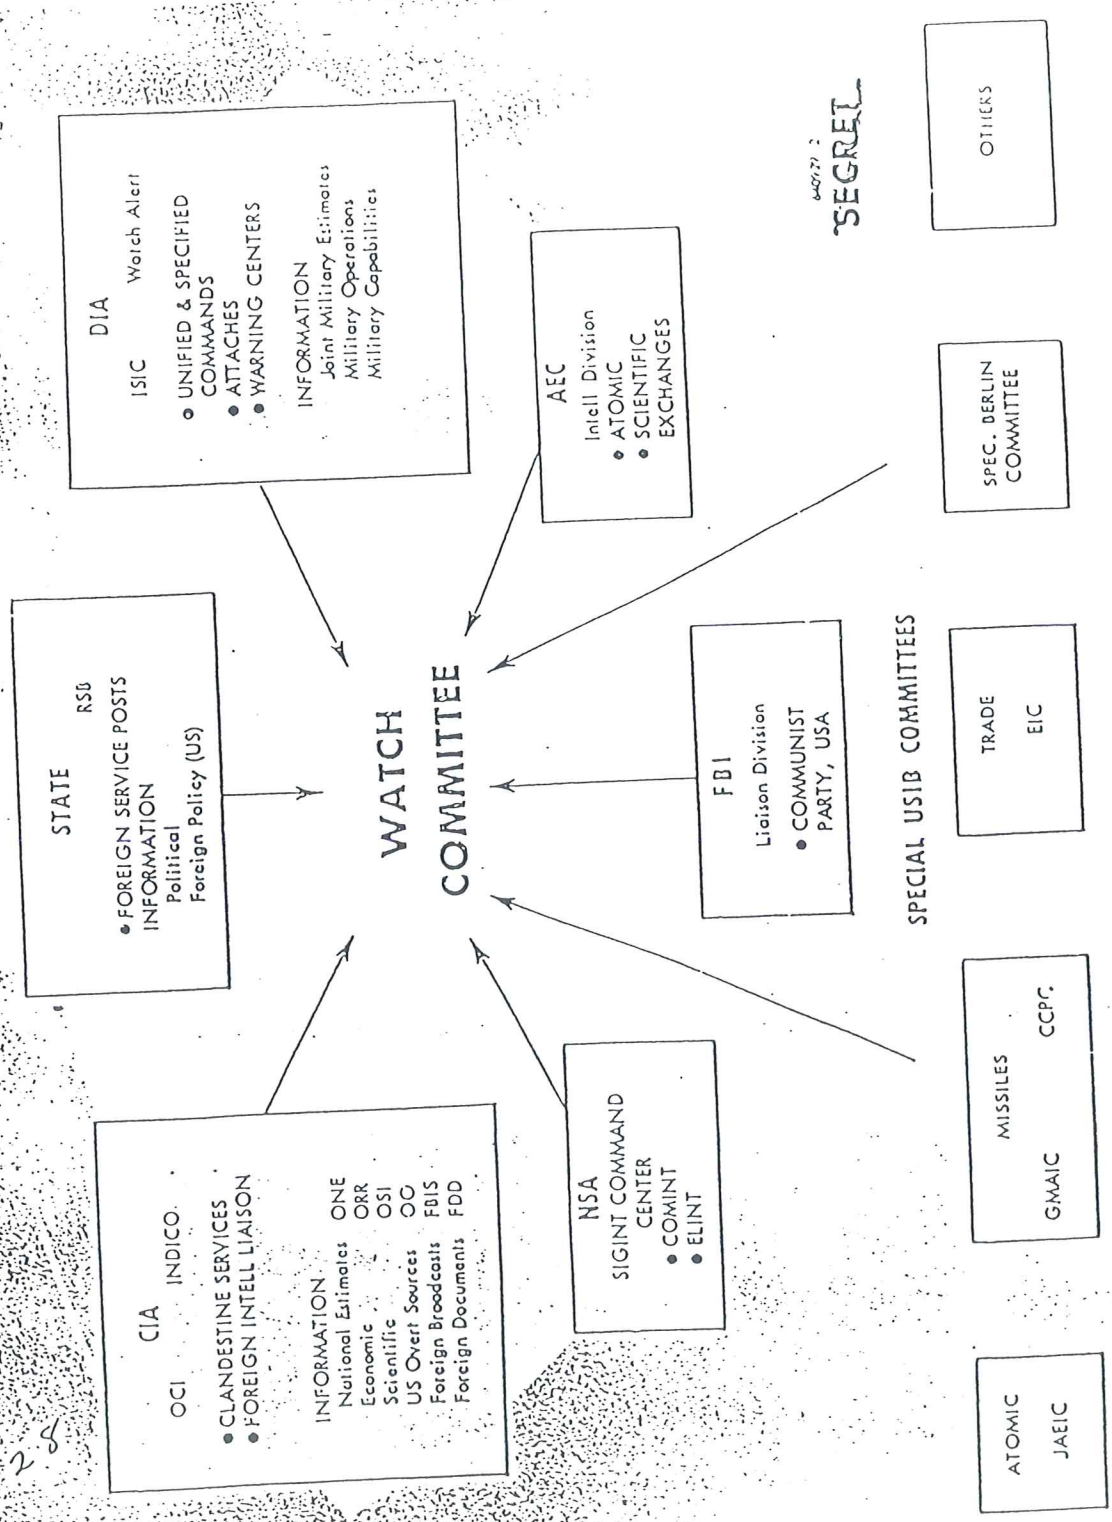 2.8
CIA
OCI INDICO
• CLANDESTINE SERVICES
• FOREIGN INTELL LIAISON
INFORMATION
National Estimates ONE
Economic ORR
Scientific OSI
US Overt Sources OO
Foreign Broadcasts FBIS
Foreign Documents FDD
STATE
RSB
• FOREIGN SERVICE POSTS
INFORMATION
Political
Foreign Policy (US)
DIA
ISIC Watch Alert
• UNIFIED & SPECIFIED
COMMANDS
• ATTACHES
• WARNING CENTERS
INFORMATION
Joint Military Estimates
Military Operations
Military Capabilities
WATCH
COMMITTEE
NSA
SIGINT COMMAND
CENTER
• COMINT
• ELINT
FBI
Liaison Division
• COMMUNIST
PARTY, USA
AEC
Intell Division
• ATOMIC
• SCIENTIFIC
EXCHANGES
SECRET
SPECIAL USIB COMMITTEES
ATOMIC
JAEIC
MISSILES
GMAIC CCPC
TRADE
EIC
SPEC. BERLIN
COMMITTEE
OTHERS